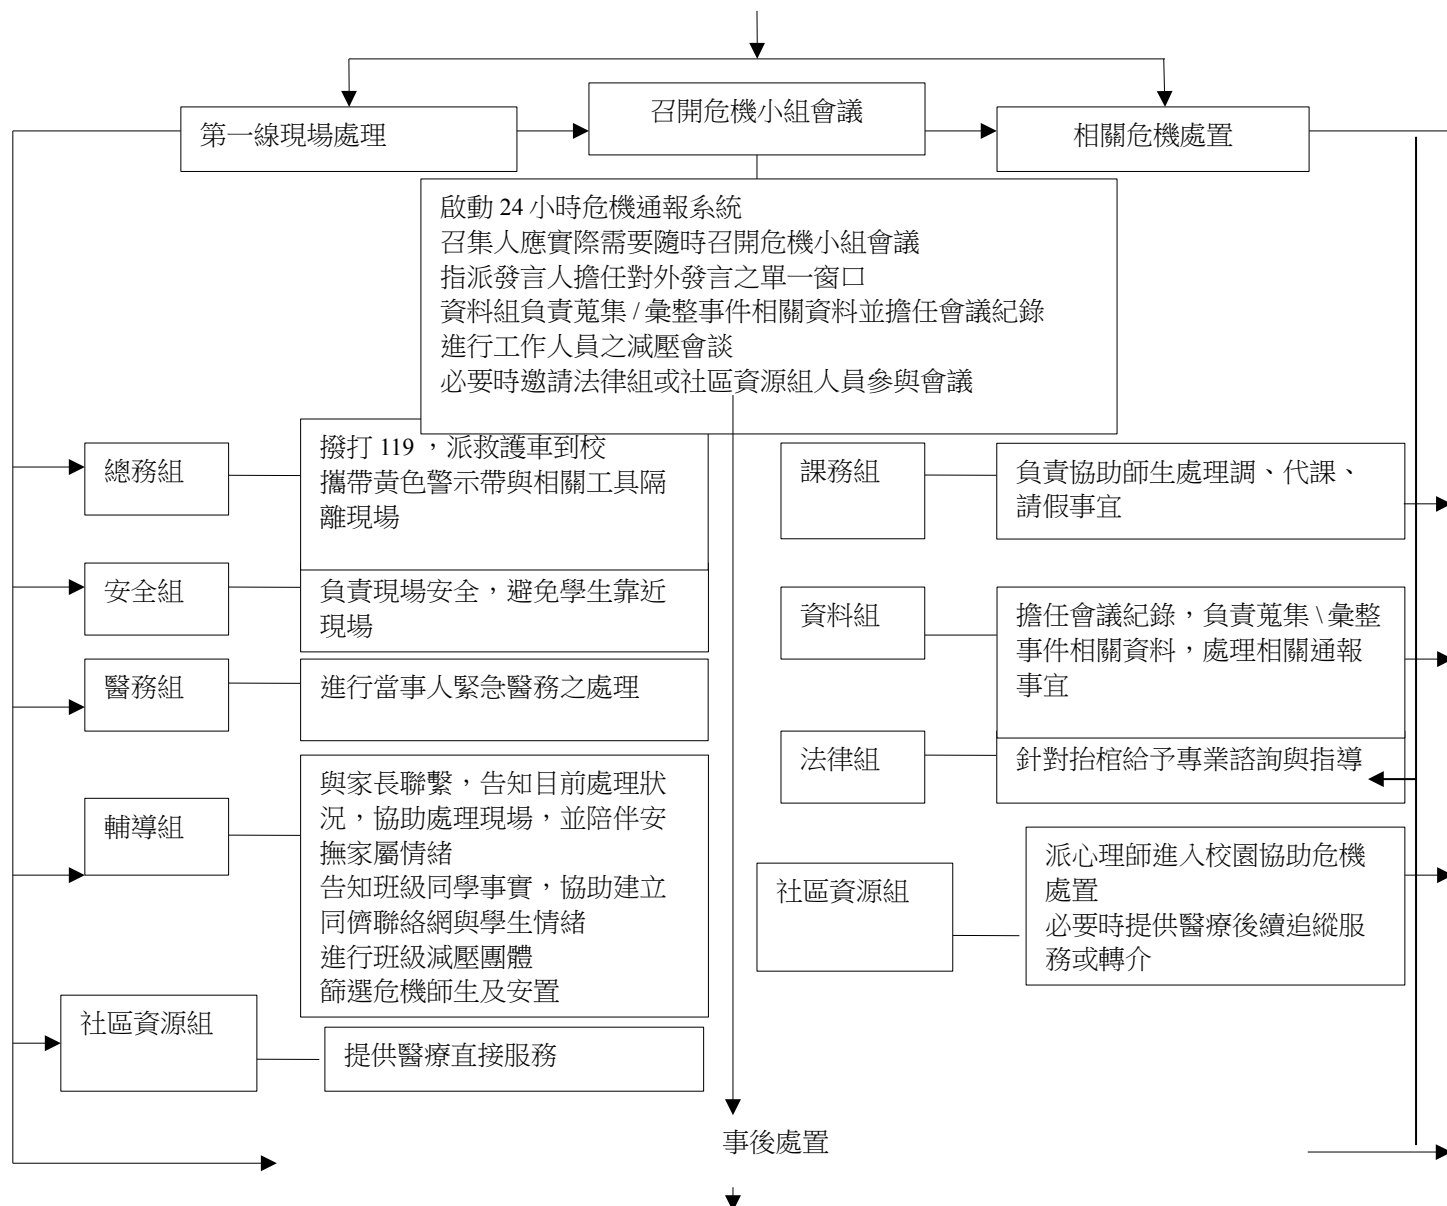 召開危機小組會議
第一線現場處理
相關危機處置
啟動 24 小時危機通報系統
召集人應實際需要隨時召開危機小組會議
指派發言人擔任對外發言之單一窗口
資料組負責蒐集 / 彙整事件相關資料並擔任會議紀錄
進行工作人員之減壓會談
必要時邀請法律組或社區資源組人員參與會議
總務組
撥打 119 ，派救護車到校
攜帶黃色警示帶與相關工具隔
離現場
安全組
負責現場安全，避免學生靠近
現場
醫務組
進行當事人緊急醫務之處理
輔導組
與家長聯繫，告知目前處理狀
況，協助處理現場，並陪伴安
撫家屬情緒
告知班級同學事實，協助建立
同儕聯絡網與學生情緒
進行班級減壓團體
篩選危機師生及安置
社區資源組
提供醫療直接服務
課務組
負責協助師生處理調、代課、
請假事宜
資料組
擔任會議紀錄，負責蒐集 \ 彙整
事件相關資料，處理相關通報
事宜
法律組
針對抬棺給予專業諮詢與指導
社區資源組
派心理師進入校園協助危機
處置
必要時提供醫療後續追縱服
務或轉介
事後處置